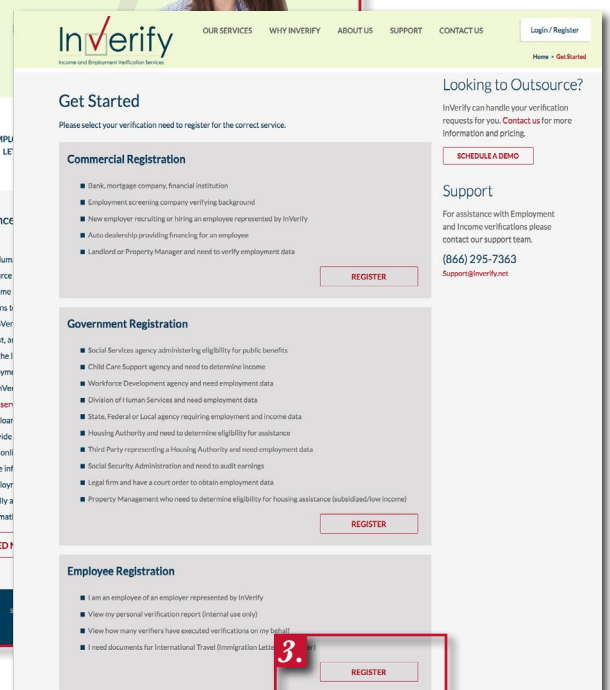 InVerify
Income and Employment Verification Services
OUR SERVICES WHY INVERIFY ABOUT US SUPPORT CONTACT US
Login / Register
Home > Get Started
Get Started
Please select your verification need to register for the correct service.
Commercial Registration
Bank, mortgage company, financial institution
Employment screening company verifying background
New employer recruiting or hiring an employee represented by InVerify
Auto dealership providing financing for an employee
Landlord or Property Manager and need to verify employment data
REGISTER
Government Registration
Social Services agency administering eligibility for public benefits
Child Care Support agency and need to determine income
Workforce Development agency and need employment data
Division of Human Services and need employment data
State, Federal or Local agency requiring employment and income data
Housing Authority and need to determine eligibility for assistance
Third Party representing a Housing Authority and need employment data
Social Security Administration and need to audit earnings
Legal firm and have a court order to obtain employment data
Property Management who need to determine eligibility for housing assistance (subsidized/low income)
REGISTER
Employee Registration
I am an employee of an employer represented by InVerify
View my personal verification report (internal use only)
View how many verifiers have executed verifications on my behalf
I need documents for International Travel (Immigration
3.
REGISTER
Looking to Outsource?
InVerify can handle your verification
requests for you. Contact us for more
information and pricing.
SCHEDULE A DEMO
Support
For assistance with Employment
and Income verifications please
contact our support team.
(866) 295-7363
Support@Inverify.net